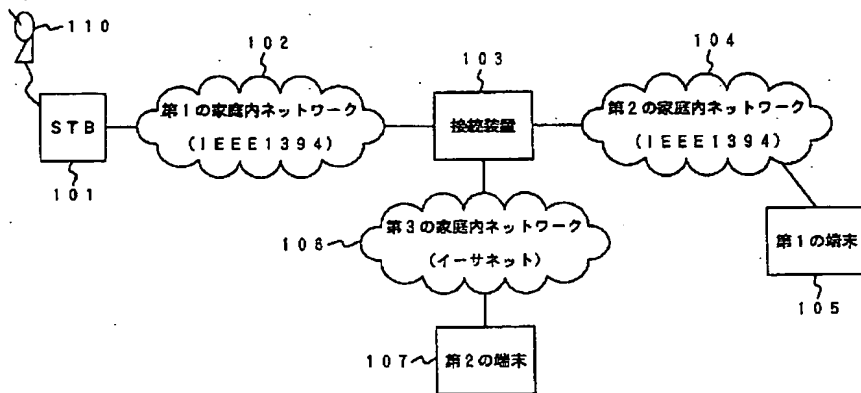 110
102
103
104
STB
第1の家庭内ネットワーク
(IEEE1394)
接続装置
第2の家庭内ネットワーク
(IEEE1394)
101
第3の家庭内ネットワーク
(イーサネット)
106
第1の端末
105
第2の端末
107